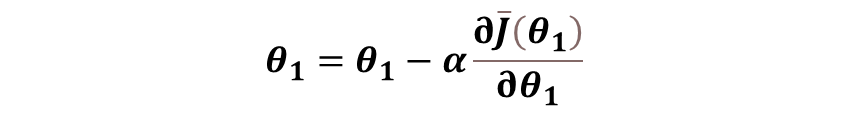 θ₁ = θ₁ − α ∂J̄(θ₁)/∂θ₁